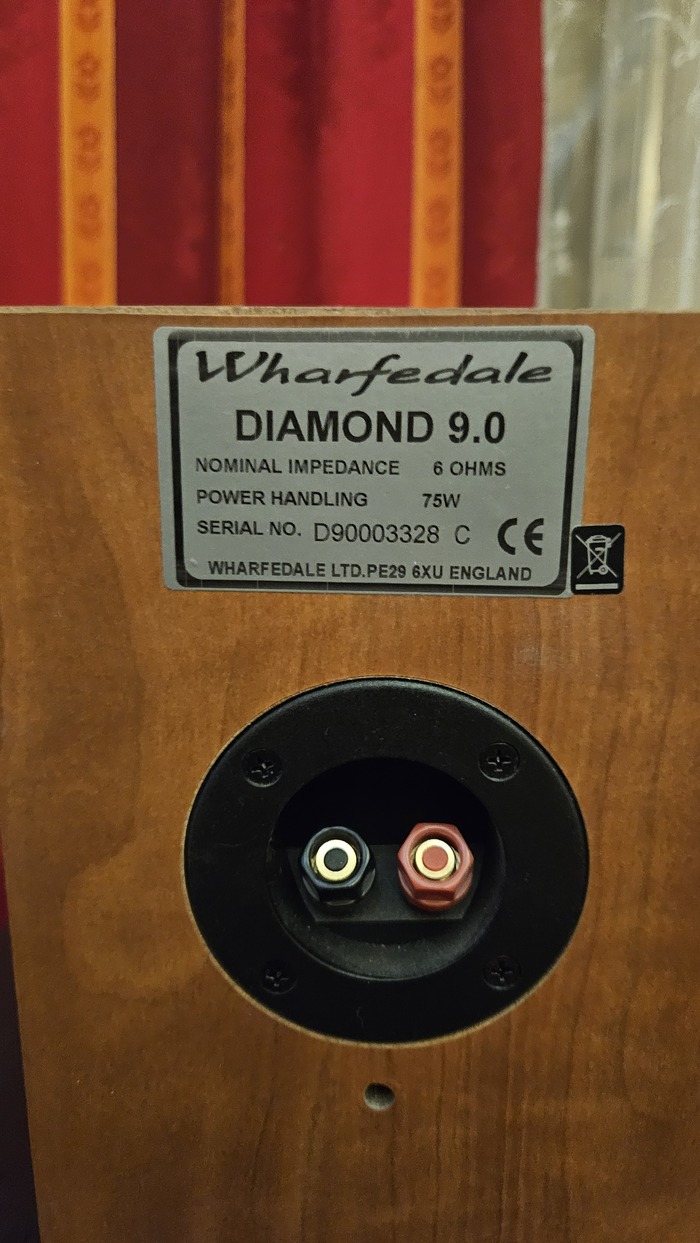 Wharfedale
DIAMOND 9.0
NOMINAL IMPEDANCE 6 OHMS
POWER HANDLING 75W
SERIAL NO. D90003328 C CE
WHARFEDALE LTD.PE29 6XU ENGLAND